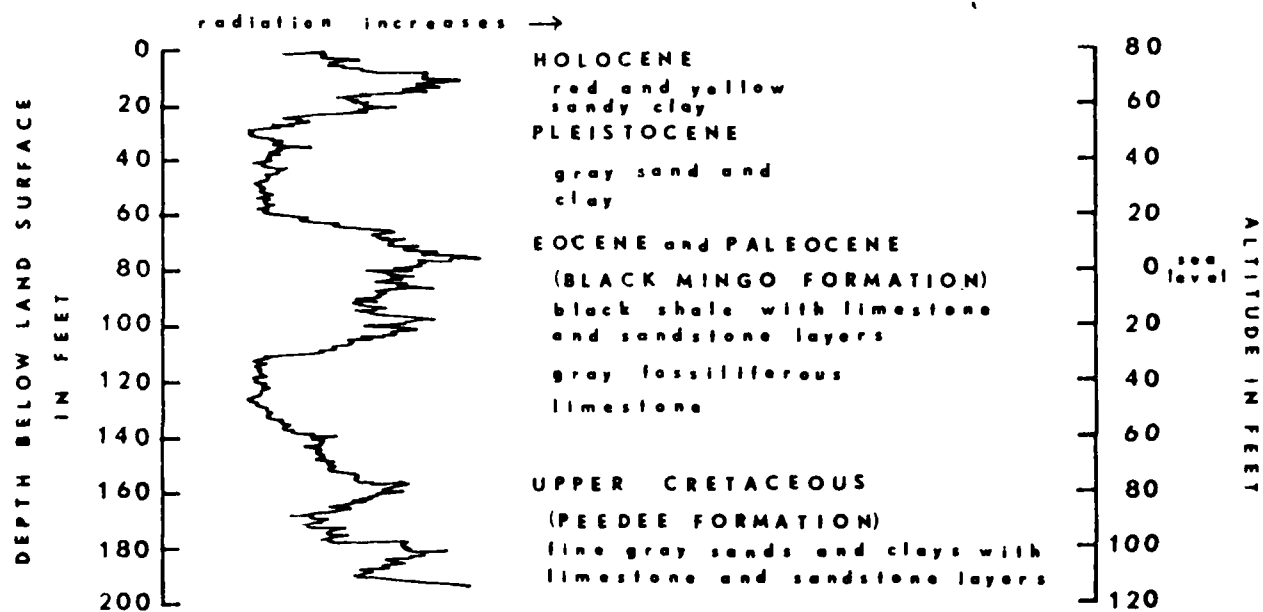 radiation increases →
DEPTH BELOW LAND SURFACE
IN FEET
0
20
40
60
80
100
120
140
160
180
200
HOLOCENE
red and yellow
sandy clay
PLEISTOCENE
gray sand and
clay
EOCENE and PALEOCENE
(BLACK MINGO FORMATION)
black shale with limestone
and sandstone layers
gray fossiliferous
limestone
UPPER CRETACEOUS
(PEEDEE FORMATION)
fine gray sands and clays with
limestone and sandstone layers
80
60
40
20
0 sea
level
20
40
60
80
100
120
ALTITUDE IN FEET